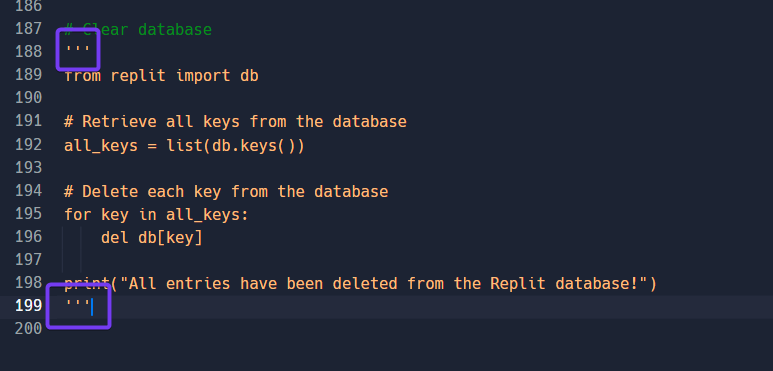 186
187 # Clear database
188 '''
189 from replit import db
190
191 # Retrieve all keys from the database
192 all_keys = list(db.keys())
193
194 # Delete each key from the database
195 for key in all_keys:
196     del db[key]
197
198 print("All entries have been deleted from the Replit database!")
199 '''
200